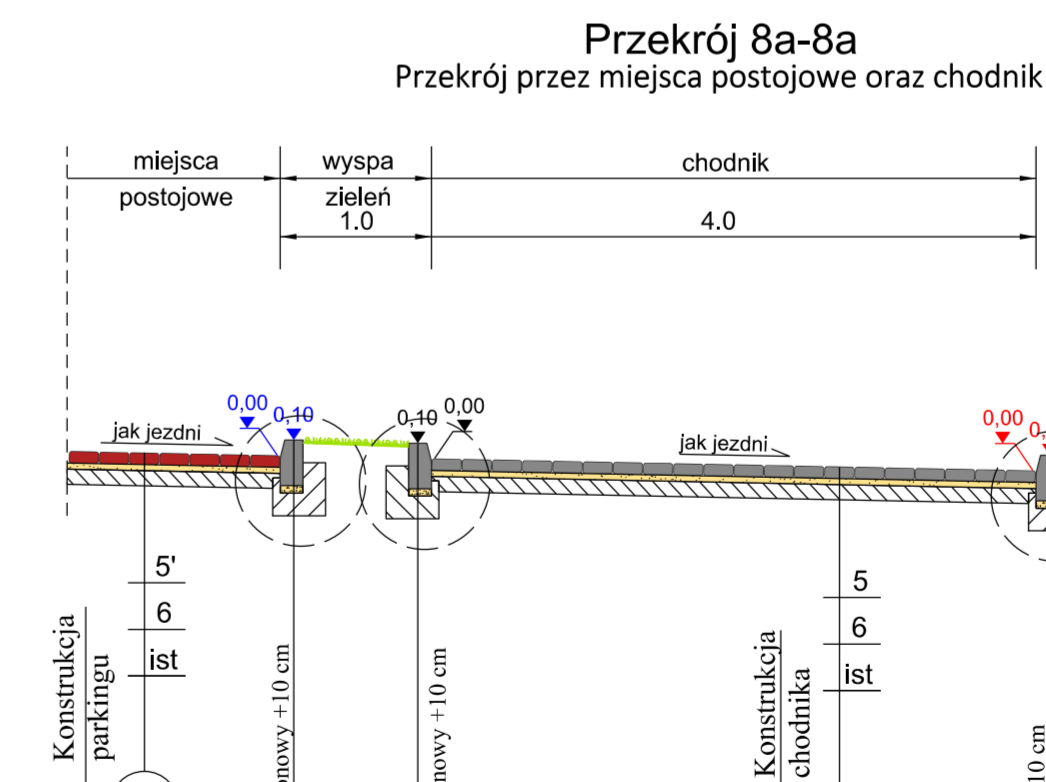 Przekrój 8a-8a
Przekrój przez miejsca postojowe oraz chodnik
miejsca
postojowe
wyspa
zieleń
1.0
chodnik
4.0
0,00
0,10
0,10
0,00
0,00
jak jezdni
jak jezdni
5'
6
ist
5
6
ist
Konstrukcja
parkingu
+10 cm
+10 cm
Konstrukcja
chodnika
10 cm